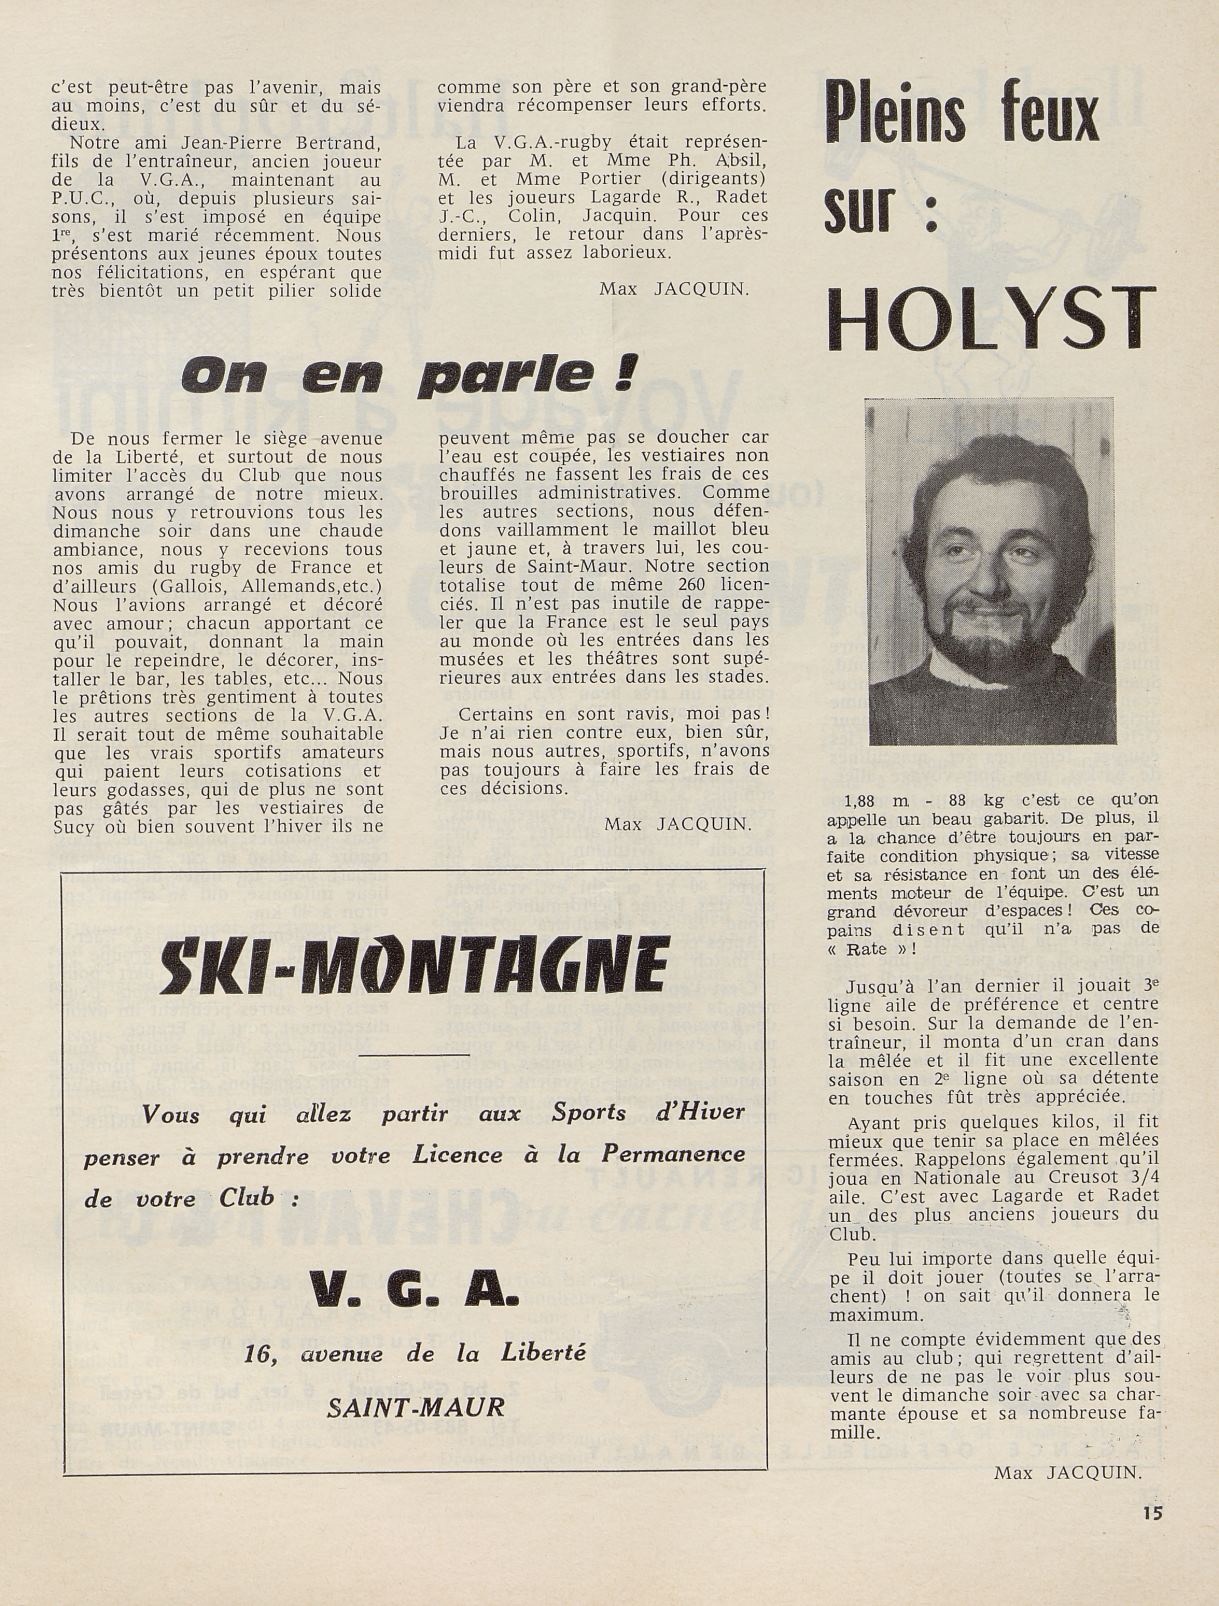 c'est peut-être pas l'avenir, mais
au moins, c'est du sûr et du sé-
dieux.
Notre ami Jean-Pierre Bertrand,
fils de l'entraîneur, ancien joueur
de la V.G.A., maintenant au
P.U.C., où, depuis plusieurs sai-
sons, il s'est imposé en équipe
1re, s'est marié récemment. Nous
présentons aux jeunes époux toutes
nos félicitations, en espérant que
très bientôt un petit pilier solide
comme son père et son grand-père
viendra récompenser leurs efforts.
La V.G.A.-rugby était représen-
tée par M. et Mme Ph. Absil,
M. et Mme Portier (dirigeants)
et les joueurs Lagarde R., Radet
J.-C., Colin, Jacquin. Pour ces
derniers, le retour dans l'après-
midi fut assez laborieux.
Max JACQUIN.
On en parle !
De nous fermer le siège avenue
de la Liberté, et surtout de nous
limiter l'accès du Club que nous
avons arrangé de notre mieux.
Nous nous y retrouvions tous les
dimanche soir dans une chaude
ambiance, nous y recevions tous
nos amis du rugby de France et
d'ailleurs (Gallois, Allemands,etc.)
Nous l'avions arrangé et décoré
avec amour; chacun apportant ce
qu'il pouvait, donnant la main
pour le repeindre, le décorer, ins-
taller le bar, les tables, etc... Nous
le prêtions très gentiment à toutes
les autres sections de la V.G.A.
Il serait tout de même souhaitable
que les vrais sportifs amateurs
qui paient leurs cotisations et
leurs godasses, qui de plus ne sont
pas gâtés par les vestiaires de
Sucy où bien souvent l'hiver ils ne
peuvent même pas se doucher car
l'eau est coupée, les vestiaires non
chauffés ne fassent les frais de ces
brouilles administratives. Comme
les autres sections, nous défen-
dons vaillamment le maillot bleu
et jaune et, à travers lui, les cou-
leurs de Saint-Maur. Notre section
totalise tout de même 260 licen-
ciés. Il n'est pas inutile de rappe-
ler que la France est le seul pays
au monde où les entrées dans les
musées et les théâtres sont supé-
rieures aux entrées dans les stades.
Certains en sont ravis, moi pas!
Je n'ai rien contre eux, bien sûr,
mais nous autres, sportifs, n'avons
pas toujours à faire les frais de
ces décisions.
Max JACQUIN.
SKI-MONTAGNE
Vous qui allez partir aux Sports d'Hiver
penser à prendre votre Licence à la Permanence
de votre Club :
V. G. A.
16, avenue de la Liberté
SAINT-MAUR
Pleins feux
sur :
HOLYST
1,88 m - 88 kg c'est ce qu'on
appelle un beau gabarit. De plus, il
a la chance d'être toujours en par-
faite condition physique; sa vitesse
et sa résistance en font un des élé-
ments moteur de l'équipe. C'est un
grand dévoreur d'espaces! Ces co-
pains disent qu'il n'a pas de
« Rate »!
Jusqu'à l'an dernier il jouait 3e
ligne aile de préférence et centre
si besoin. Sur la demande de l'en-
traîneur, il monta d'un cran dans
la mêlée et il fit une excellente
saison en 2e ligne où sa détente
en touches fût très appréciée.
Ayant pris quelques kilos, il fit
mieux que tenir sa place en mêlées
fermées. Rappelons également qu'il
joua en Nationale au Creusot 3/4
aile. C'est avec Lagarde et Radet
un des plus anciens joueurs du
Club.
Peu lui importe dans quelle équi-
pe il doit jouer (toutes se l'arra-
chent) ! on sait qu'il donnera le
maximum.
Il ne compte évidemment que des
amis au club; qui regrettent d'ail-
leurs de ne pas le voir plus sou-
vent le dimanche soir avec sa char-
mante épouse et sa nombreuse fa-
mille.
Max JACQUIN.
15